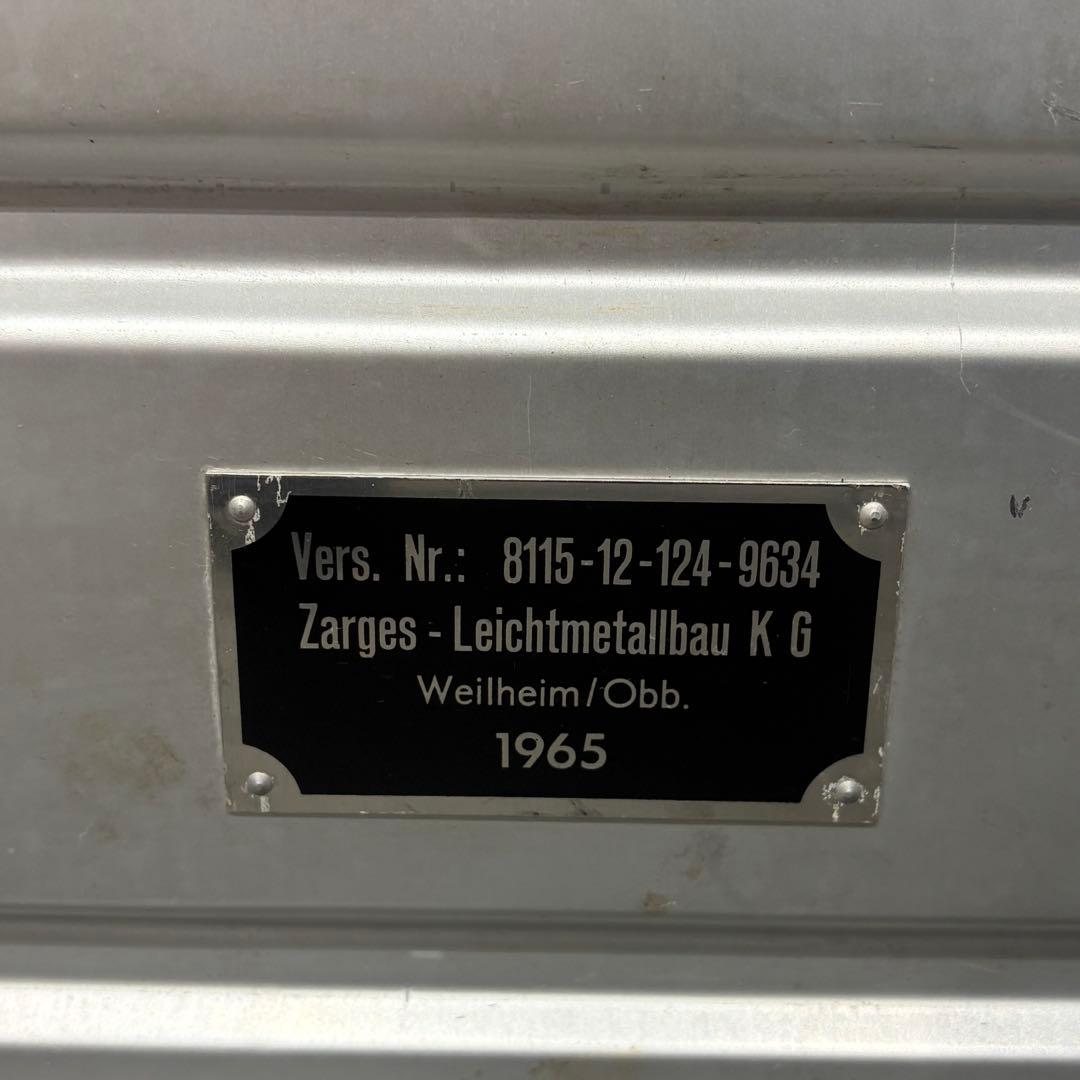 Vers. Nr.: 8115-12-124-9634
Zarges - Leichtmetallbau K G
Weilheim/Obb.
1965